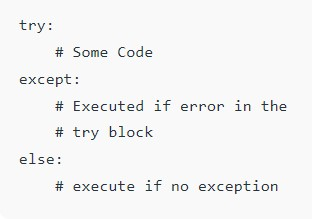 try:
    # Some Code
except:
    # Executed if error in the
    # try block
else:
    # execute if no exception